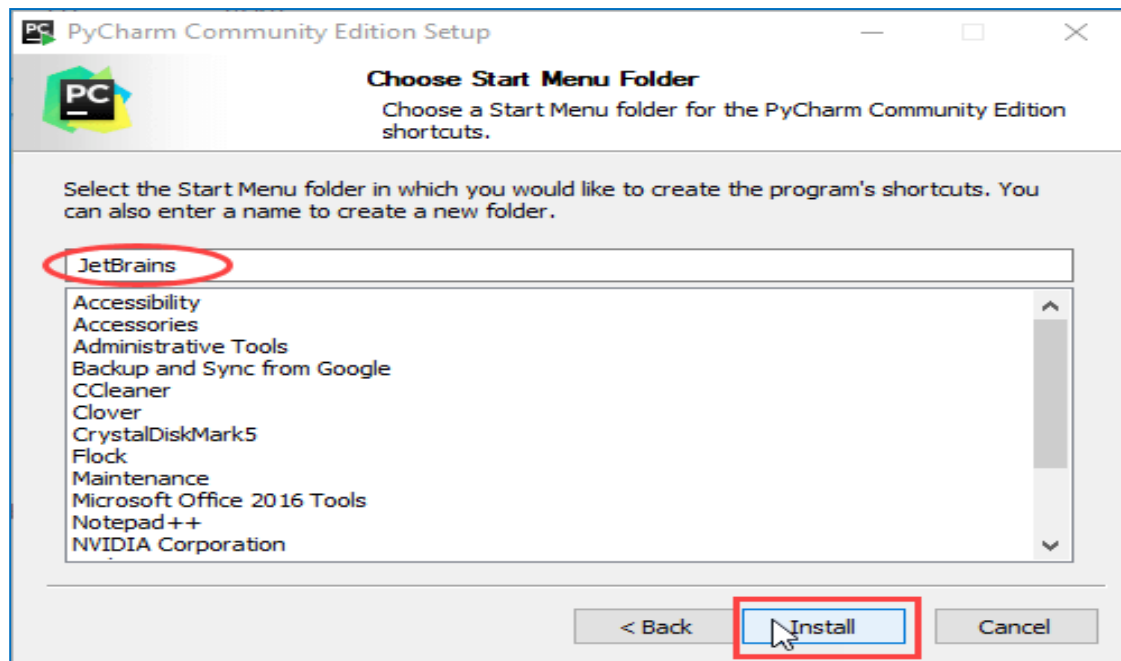 PC PyCharm Community Edition Setup
PC
Choose Start Menu Folder
Choose a Start Menu folder for the PyCharm Community Edition
shortcuts.
Select the Start Menu folder in which you would like to create the program's shortcuts. You
can also enter a name to create a new folder.
JetBrains
Accessibility
Accessories
Administrative Tools
Backup and Sync from Google
CCleaner
Clover
CrystalDiskMark5
Flock
Maintenance
Microsoft Office 2016 Tools
Notepad++
NVIDIA Corporation
< Back Install Cancel